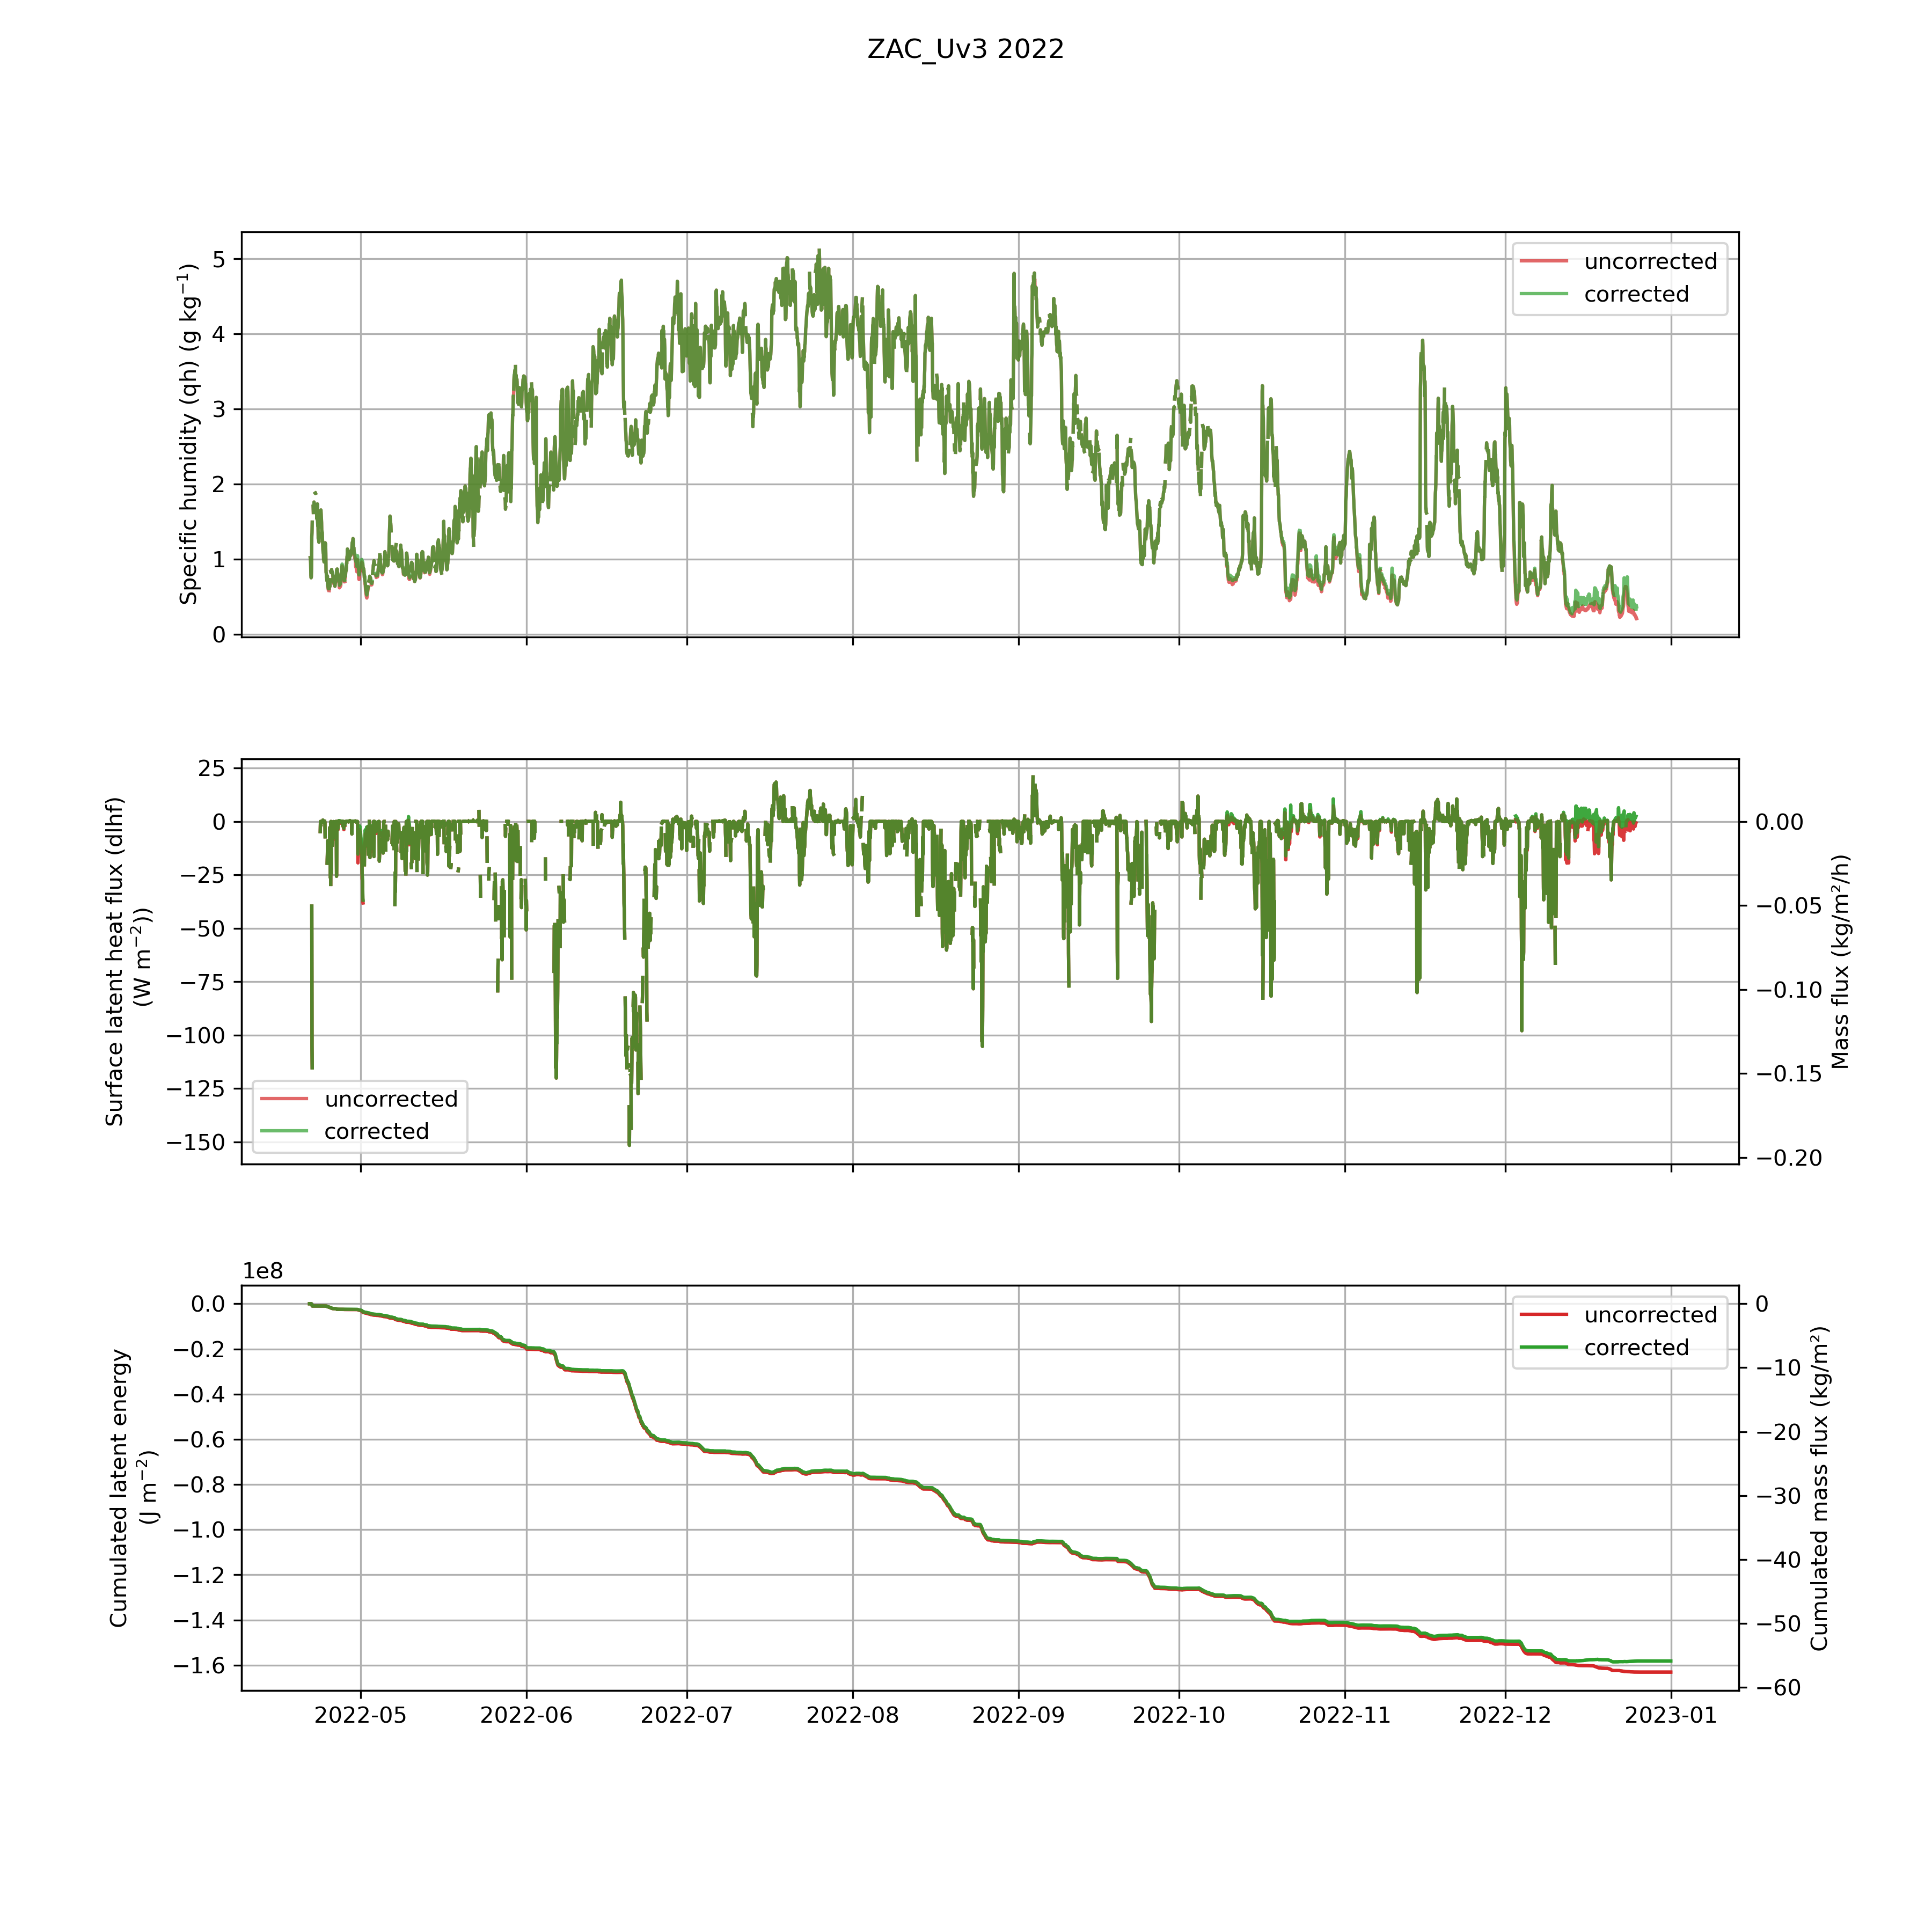 ZAC_Uv3 2022
Specific humidity (qh) (g kg⁻¹)
5
4
3
2
1
0
uncorrected
corrected
Surface latent heat flux (dlhf)
(W m⁻²))
25
0
−25
−50
−75
−100
−125
−150
uncorrected
corrected
0.00
−0.05
−0.10
−0.15
−0.20
Mass flux (kg/m²/h)
1e8
Cumulated latent energy
(J m⁻²)
0.0
−0.2
−0.4
−0.6
−0.8
−1.0
−1.2
−1.4
−1.6
uncorrected
corrected
0
−10
−20
−30
−40
−50
−60
Cumulated mass flux (kg/m²)
2022-05 2022-06 2022-07 2022-08 2022-09 2022-10 2022-11 2022-12 2023-01